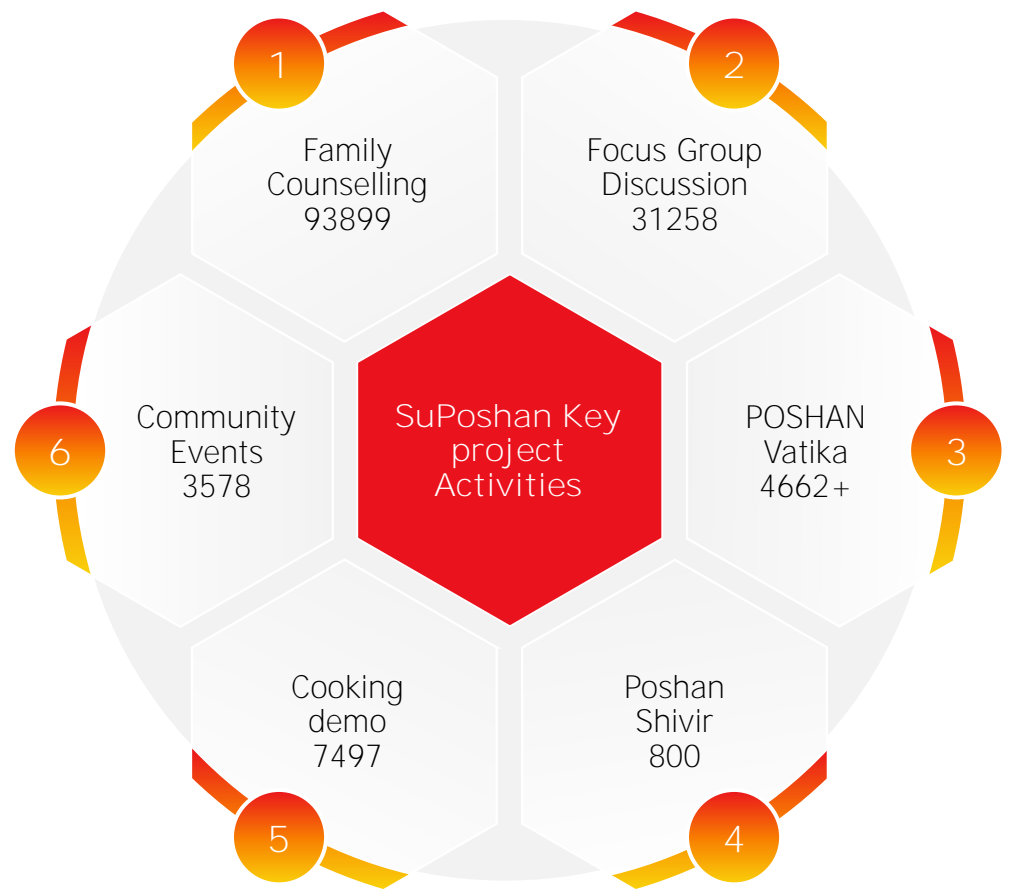 1
Family
Counselling
93899
2
Focus Group
Discussion
31258
3
POSHAN
Vatika
4662+
4
Poshan
Shivir
800
5
Cooking
demo
7497
6
Community
Events
3578
SuPoshan Key
project
Activities